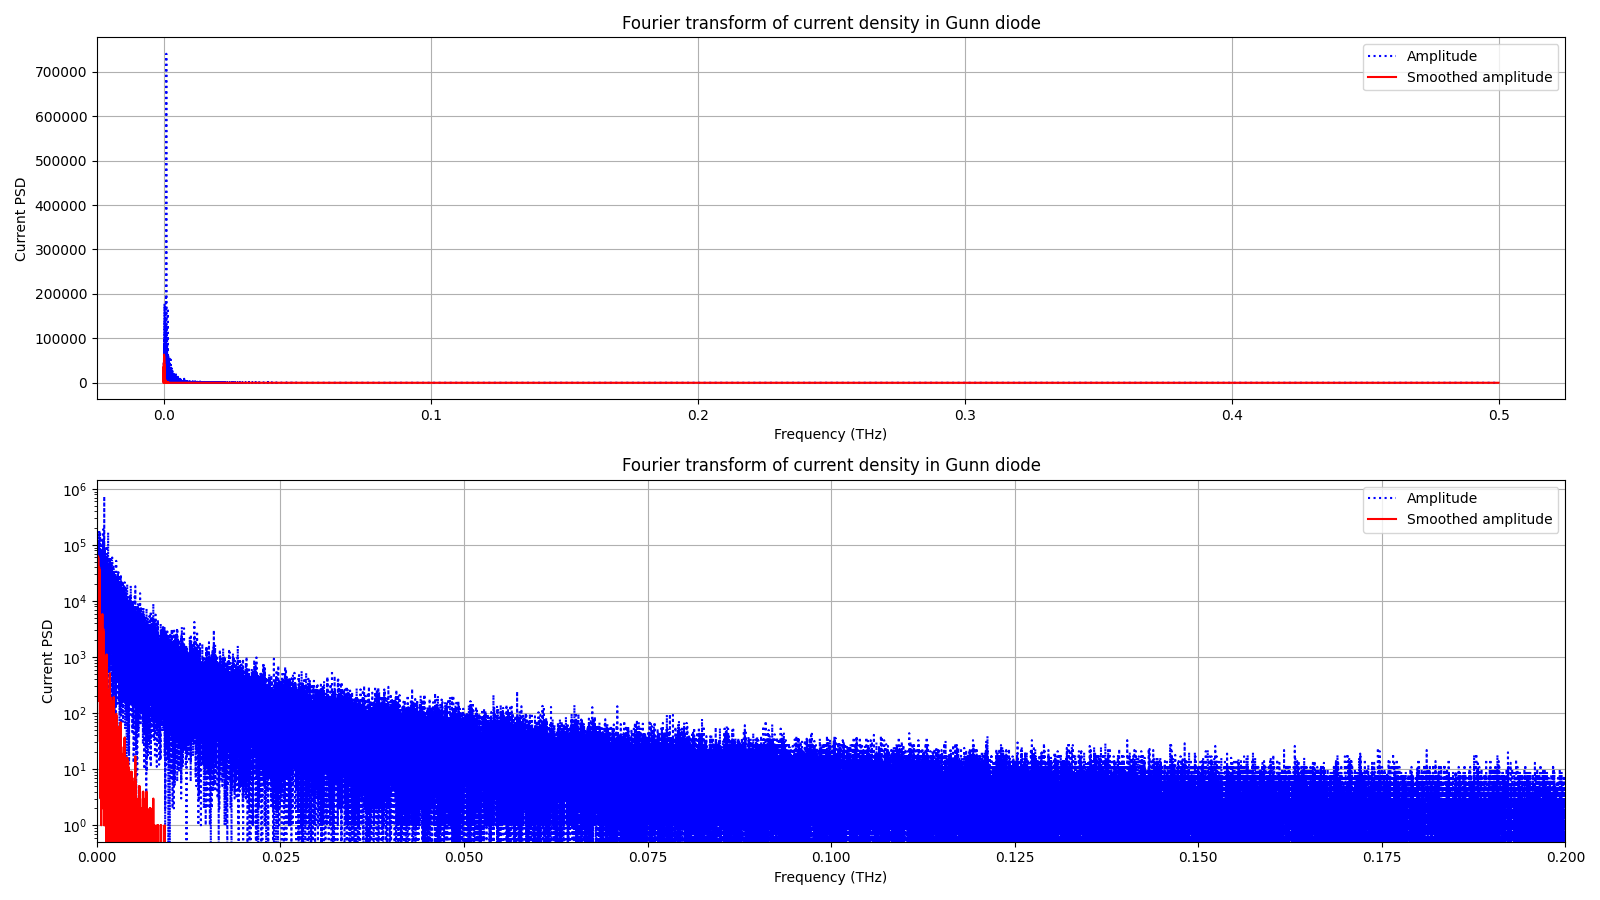 Fourier transform of current density in Gunn diode
Amplitude
Smoothed amplitude
Current PSD
700000
600000
500000
400000
300000
200000
100000
0
0.0 0.1 0.2 0.3 0.4 0.5
Frequency (THz)
Fourier transform of current density in Gunn diode
Amplitude
Smoothed amplitude
Current PSD
10⁶
10⁵
10⁴
10³
10²
10¹
10⁰
0.000 0.025 0.050 0.075 0.100 0.125 0.150 0.175 0.200
Frequency (THz)